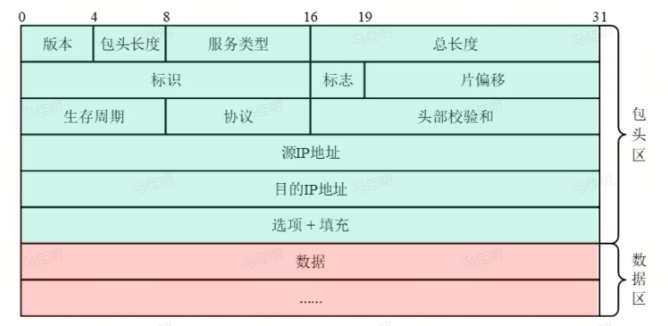 0 4 8 16 19 31
版本 包头长度 服务类型 总长度
标识 标志 片偏移
生存周期 协议 头部校验和
源IP地址
目的IP地址
选项 + 填充
包头区
数据
......
数据区